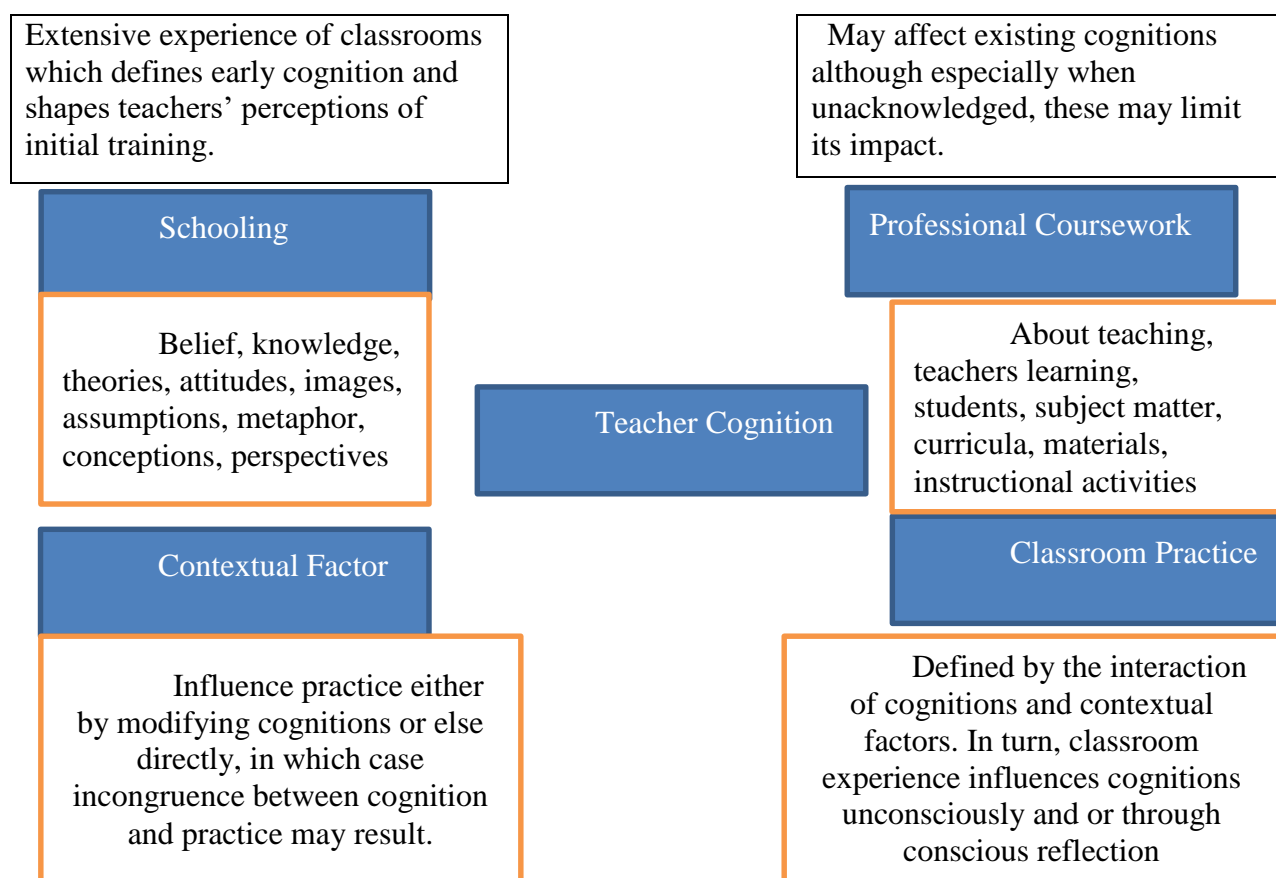 Extensive experience of classrooms
which defines early cognition and
shapes teachers’ perceptions of
initial training.
May affect existing cognitions
although especially when
unacknowledged, these may limit
its impact.
Schooling
Professional Coursework
Belief, knowledge,
theories, attitudes, images,
assumptions, metaphor,
conceptions, perspectives
Teacher Cognition
About teaching,
teachers learning,
students, subject matter,
curricula, materials,
instructional activities
Contextual Factor
Classroom Practice
Influence practice either
by modifying cognitions or else
directly, in which case
incongruence between cognition
and practice may result.
Defined by the interaction
of cognitions and contextual
factors. In turn, classroom
experience influences cognitions
unconsciously and or through
conscious reflection